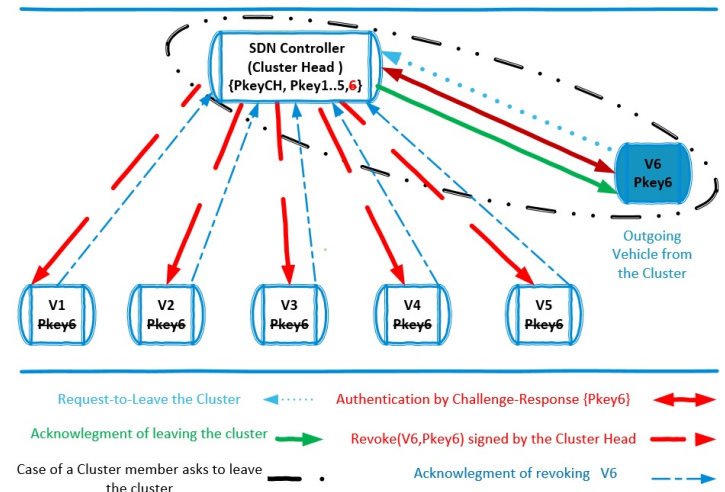 SDN Controller
(Cluster Head )
{PkeyCH, Pkey1..5,6}
V6
Pkey6
Outgoing
Vehicle from
the Cluster
V1
Pkey6
V2
Pkey6
V3
Pkey6
V4
Pkey6
V5
Pkey6
Request-to-Leave the Cluster
Authentication by Challenge-Response {Pkey6}
Acknowlegment of leaving the cluster
Revoke(V6,Pkey6) signed by the Cluster Head
Case of a Cluster member asks to leave
the cluster
Acknowlegment of revoking V6